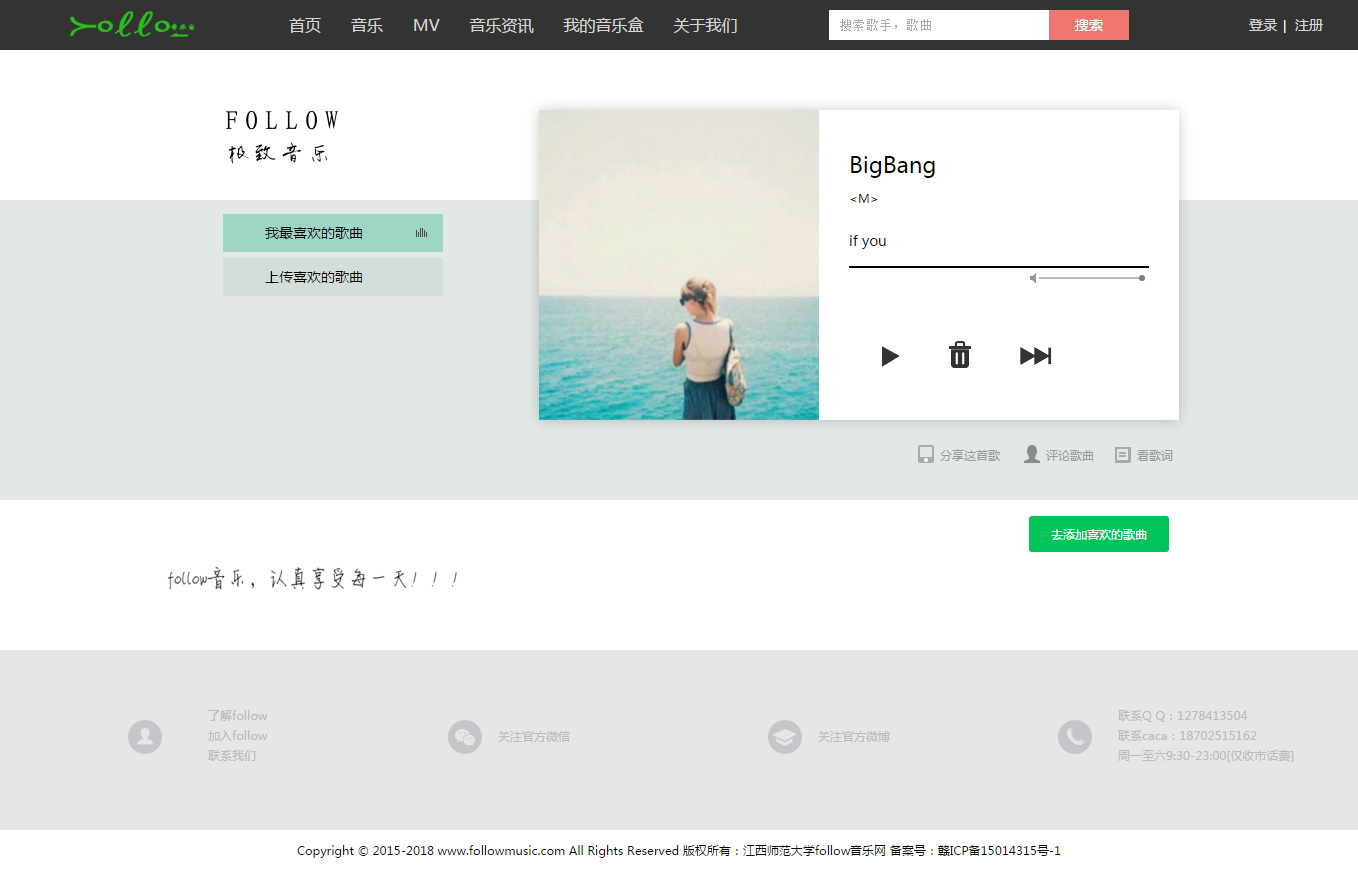 follow
首页 音乐 MV 音乐资讯 我的音乐盒 关于我们 搜索歌手，歌曲 搜索 登录 | 注册
FOLLOW
极致音乐
BigBang
<M>
if you
我最喜欢的歌曲
上传喜欢的歌曲
分享这首歌 评论歌曲 看歌词
去添加喜欢的歌曲
follow音乐，认真享受每一天！！！
了解follow
加入follow
联系我们
关注官方微信
关注官方微博
联系Q Q：1278413504
联系caca：18702515162
周一至六9:30-23:00[仅收市话费]
Copyright © 2015-2018 www.followmusic.com All Rights Reserved 版权所有：江西师范大学follow音乐网 备案号：赣ICP备15014315号-1